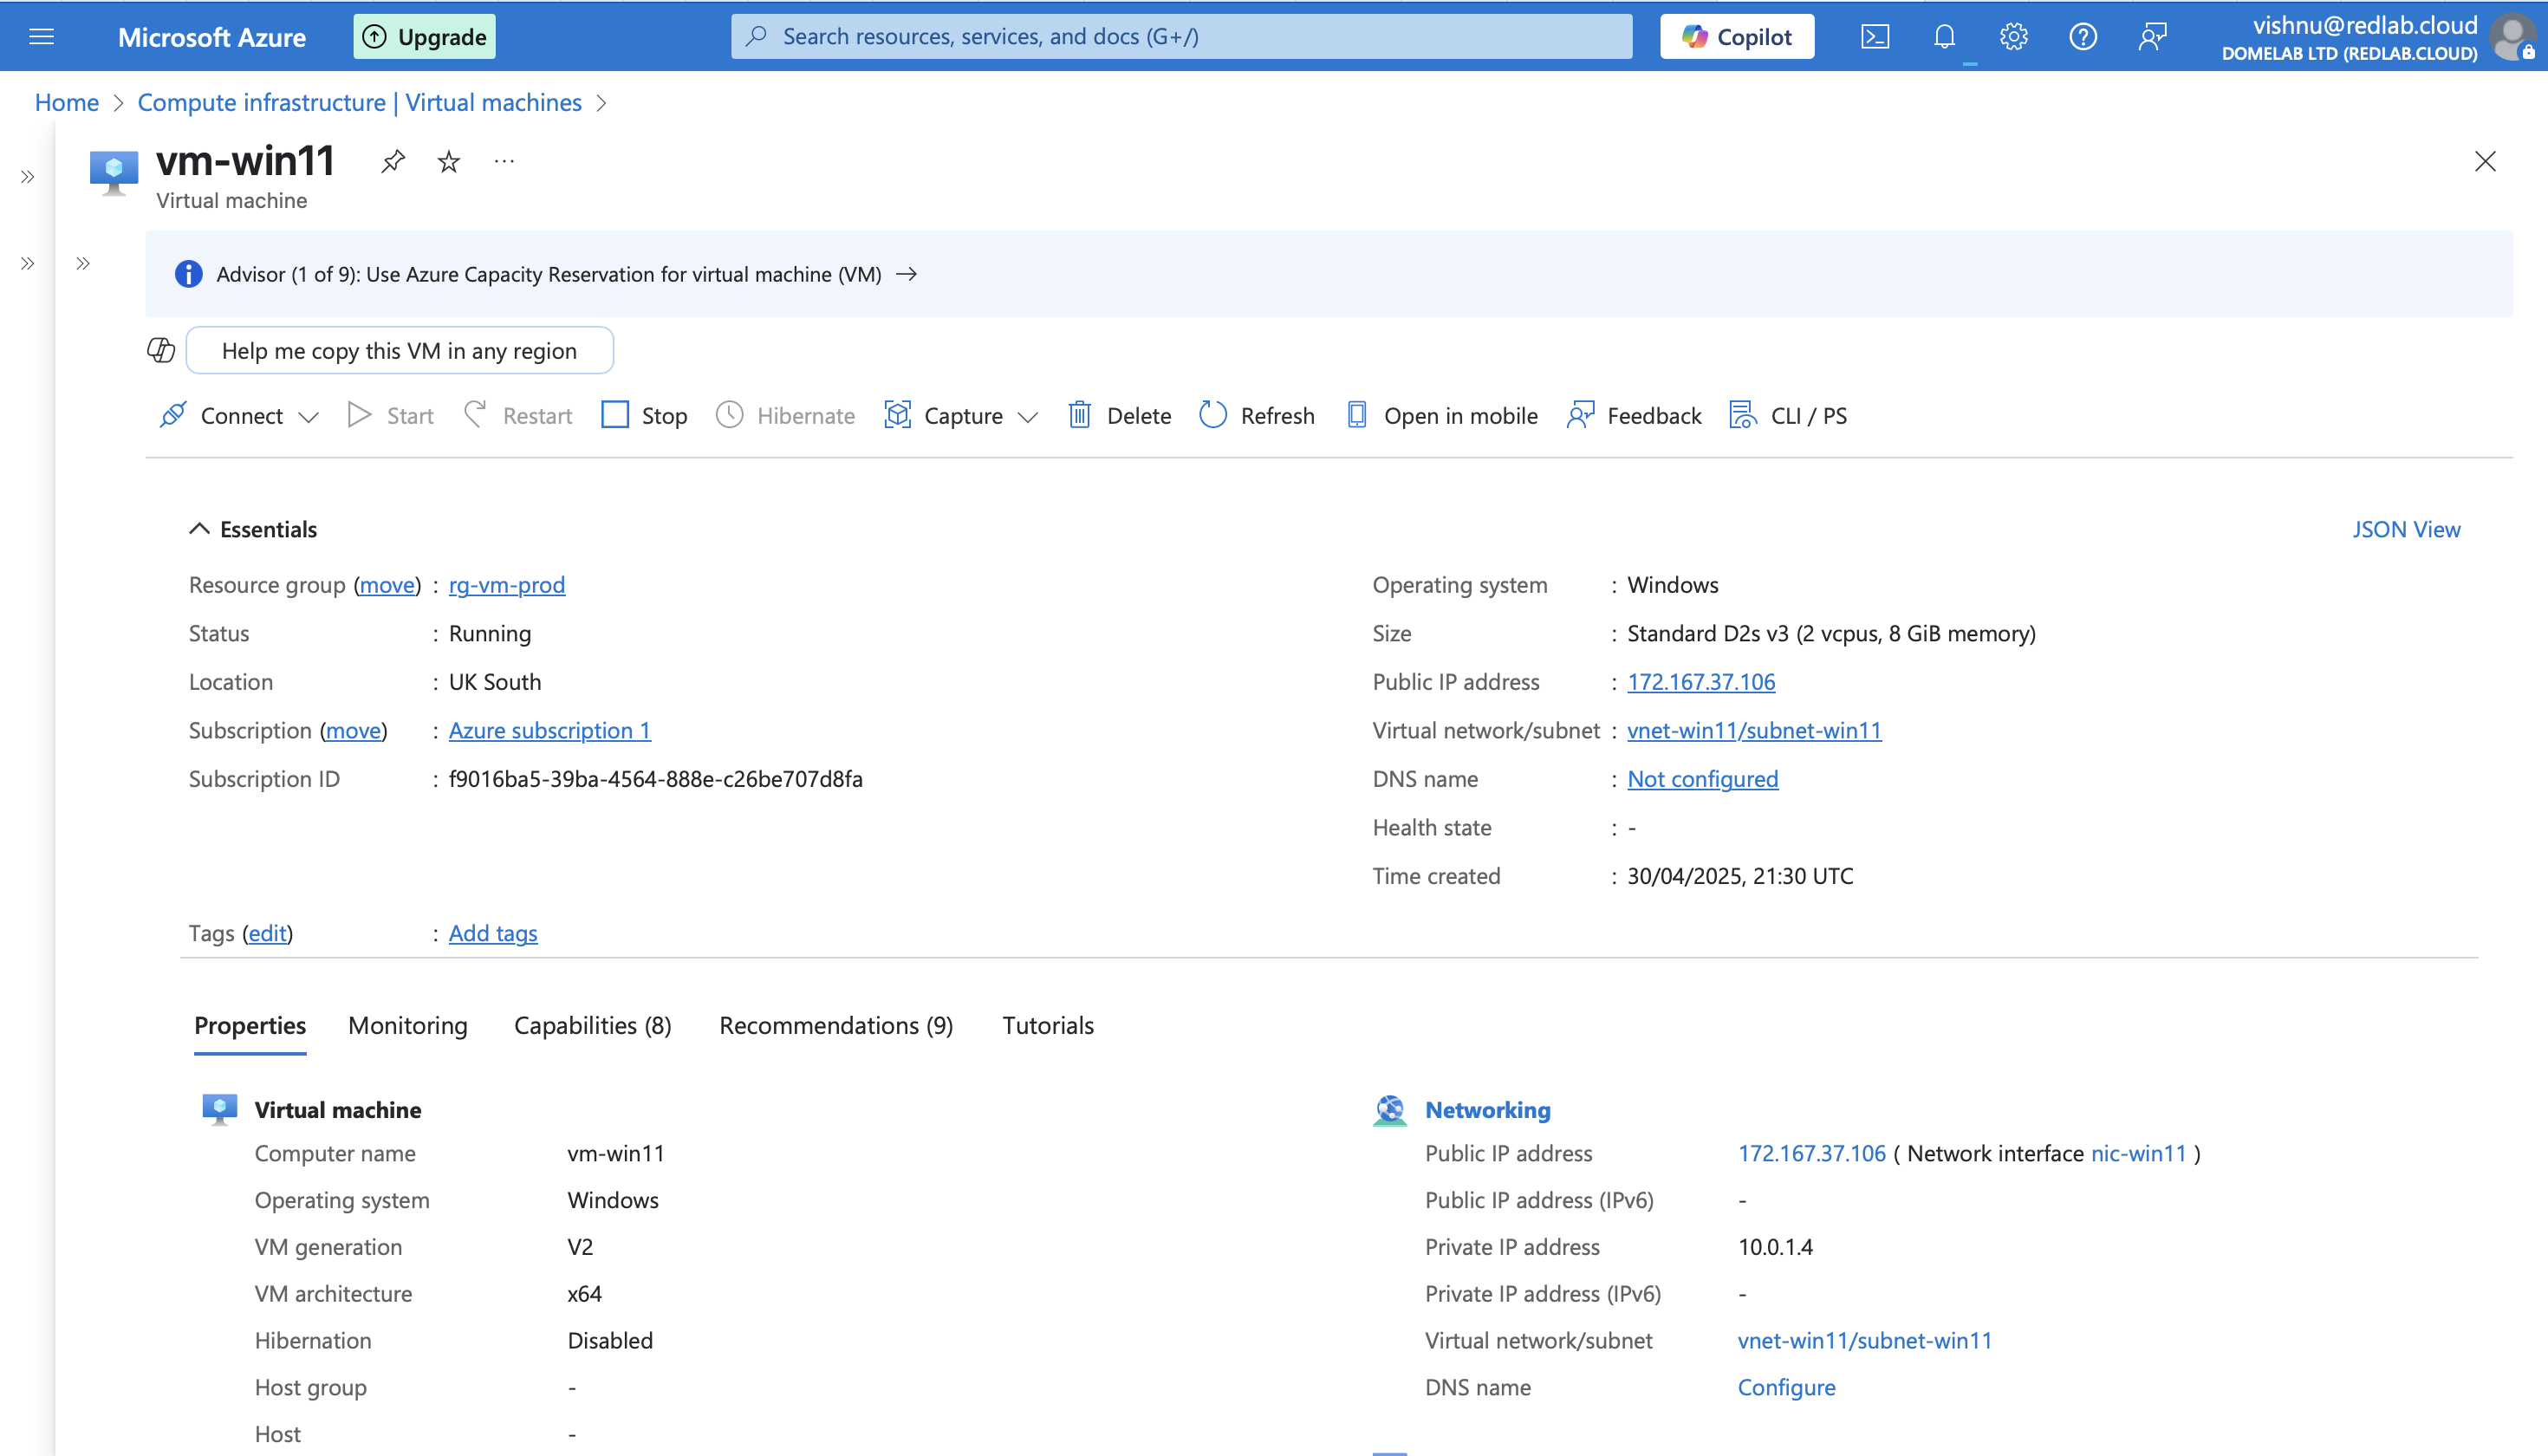 Microsoft Azure
Upgrade
Search resources, services, and docs (G+/)
Copilot
vishnu@redlab.cloud
DOMELAB LTD (REDLAB.CLOUD)
Home > Compute infrastructure | Virtual machines >
vm-win11
Virtual machine
Advisor (1 of 9): Use Azure Capacity Reservation for virtual machine (VM) →
Help me copy this VM in any region
Connect Start Restart Stop Hibernate Capture Delete Refresh Open in mobile Feedback CLI / PS
Essentials
JSON View
Resource group (move) : rg-vm-prod
Status : Running
Location : UK South
Subscription (move) : Azure subscription 1
Subscription ID : f9016ba5-39ba-4564-888e-c26be707d8fa
Operating system : Windows
Size : Standard D2s v3 (2 vcpus, 8 GiB memory)
Public IP address : 172.167.37.106
Virtual network/subnet : vnet-win11/subnet-win11
DNS name : Not configured
Health state : -
Time created : 30/04/2025, 21:30 UTC
Tags (edit) : Add tags
Properties Monitoring Capabilities (8) Recommendations (9) Tutorials
Virtual machine
Computer name vm-win11
Operating system Windows
VM generation V2
VM architecture x64
Hibernation Disabled
Host group -
Host -
Networking
Public IP address 172.167.37.106 ( Network interface nic-win11 )
Public IP address (IPv6) -
Private IP address 10.0.1.4
Private IP address (IPv6) -
Virtual network/subnet vnet-win11/subnet-win11
DNS name Configure